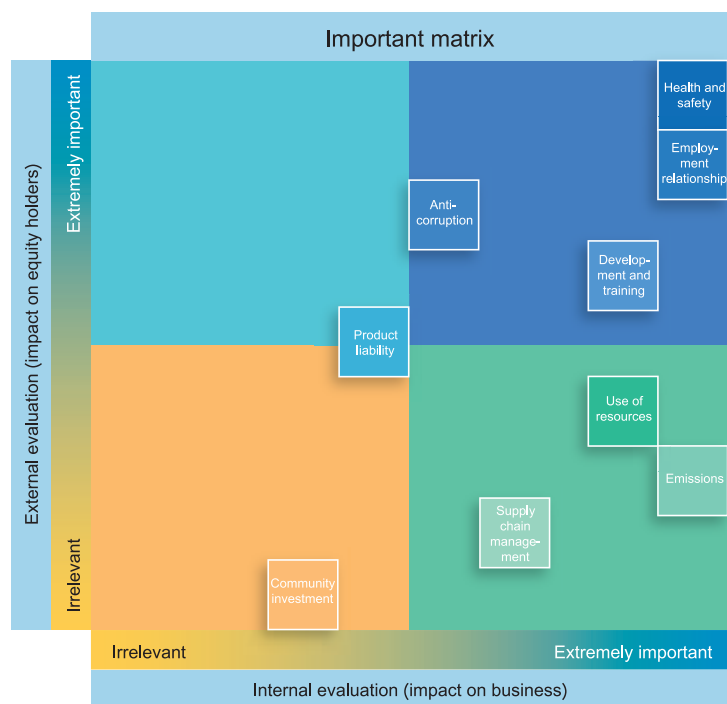 Important matrix
External evaluation (impact on equity holders)
Extremely important
Irrelevant
Health and
safety
Employ-
ment
relationship
Anti-
corruption
Develop-
ment and
training
Product
liability
Use of
resources
Emissions
Supply
chain
manage-
ment
Community
investment
Irrelevant
Extremely important
Internal evaluation (impact on business)